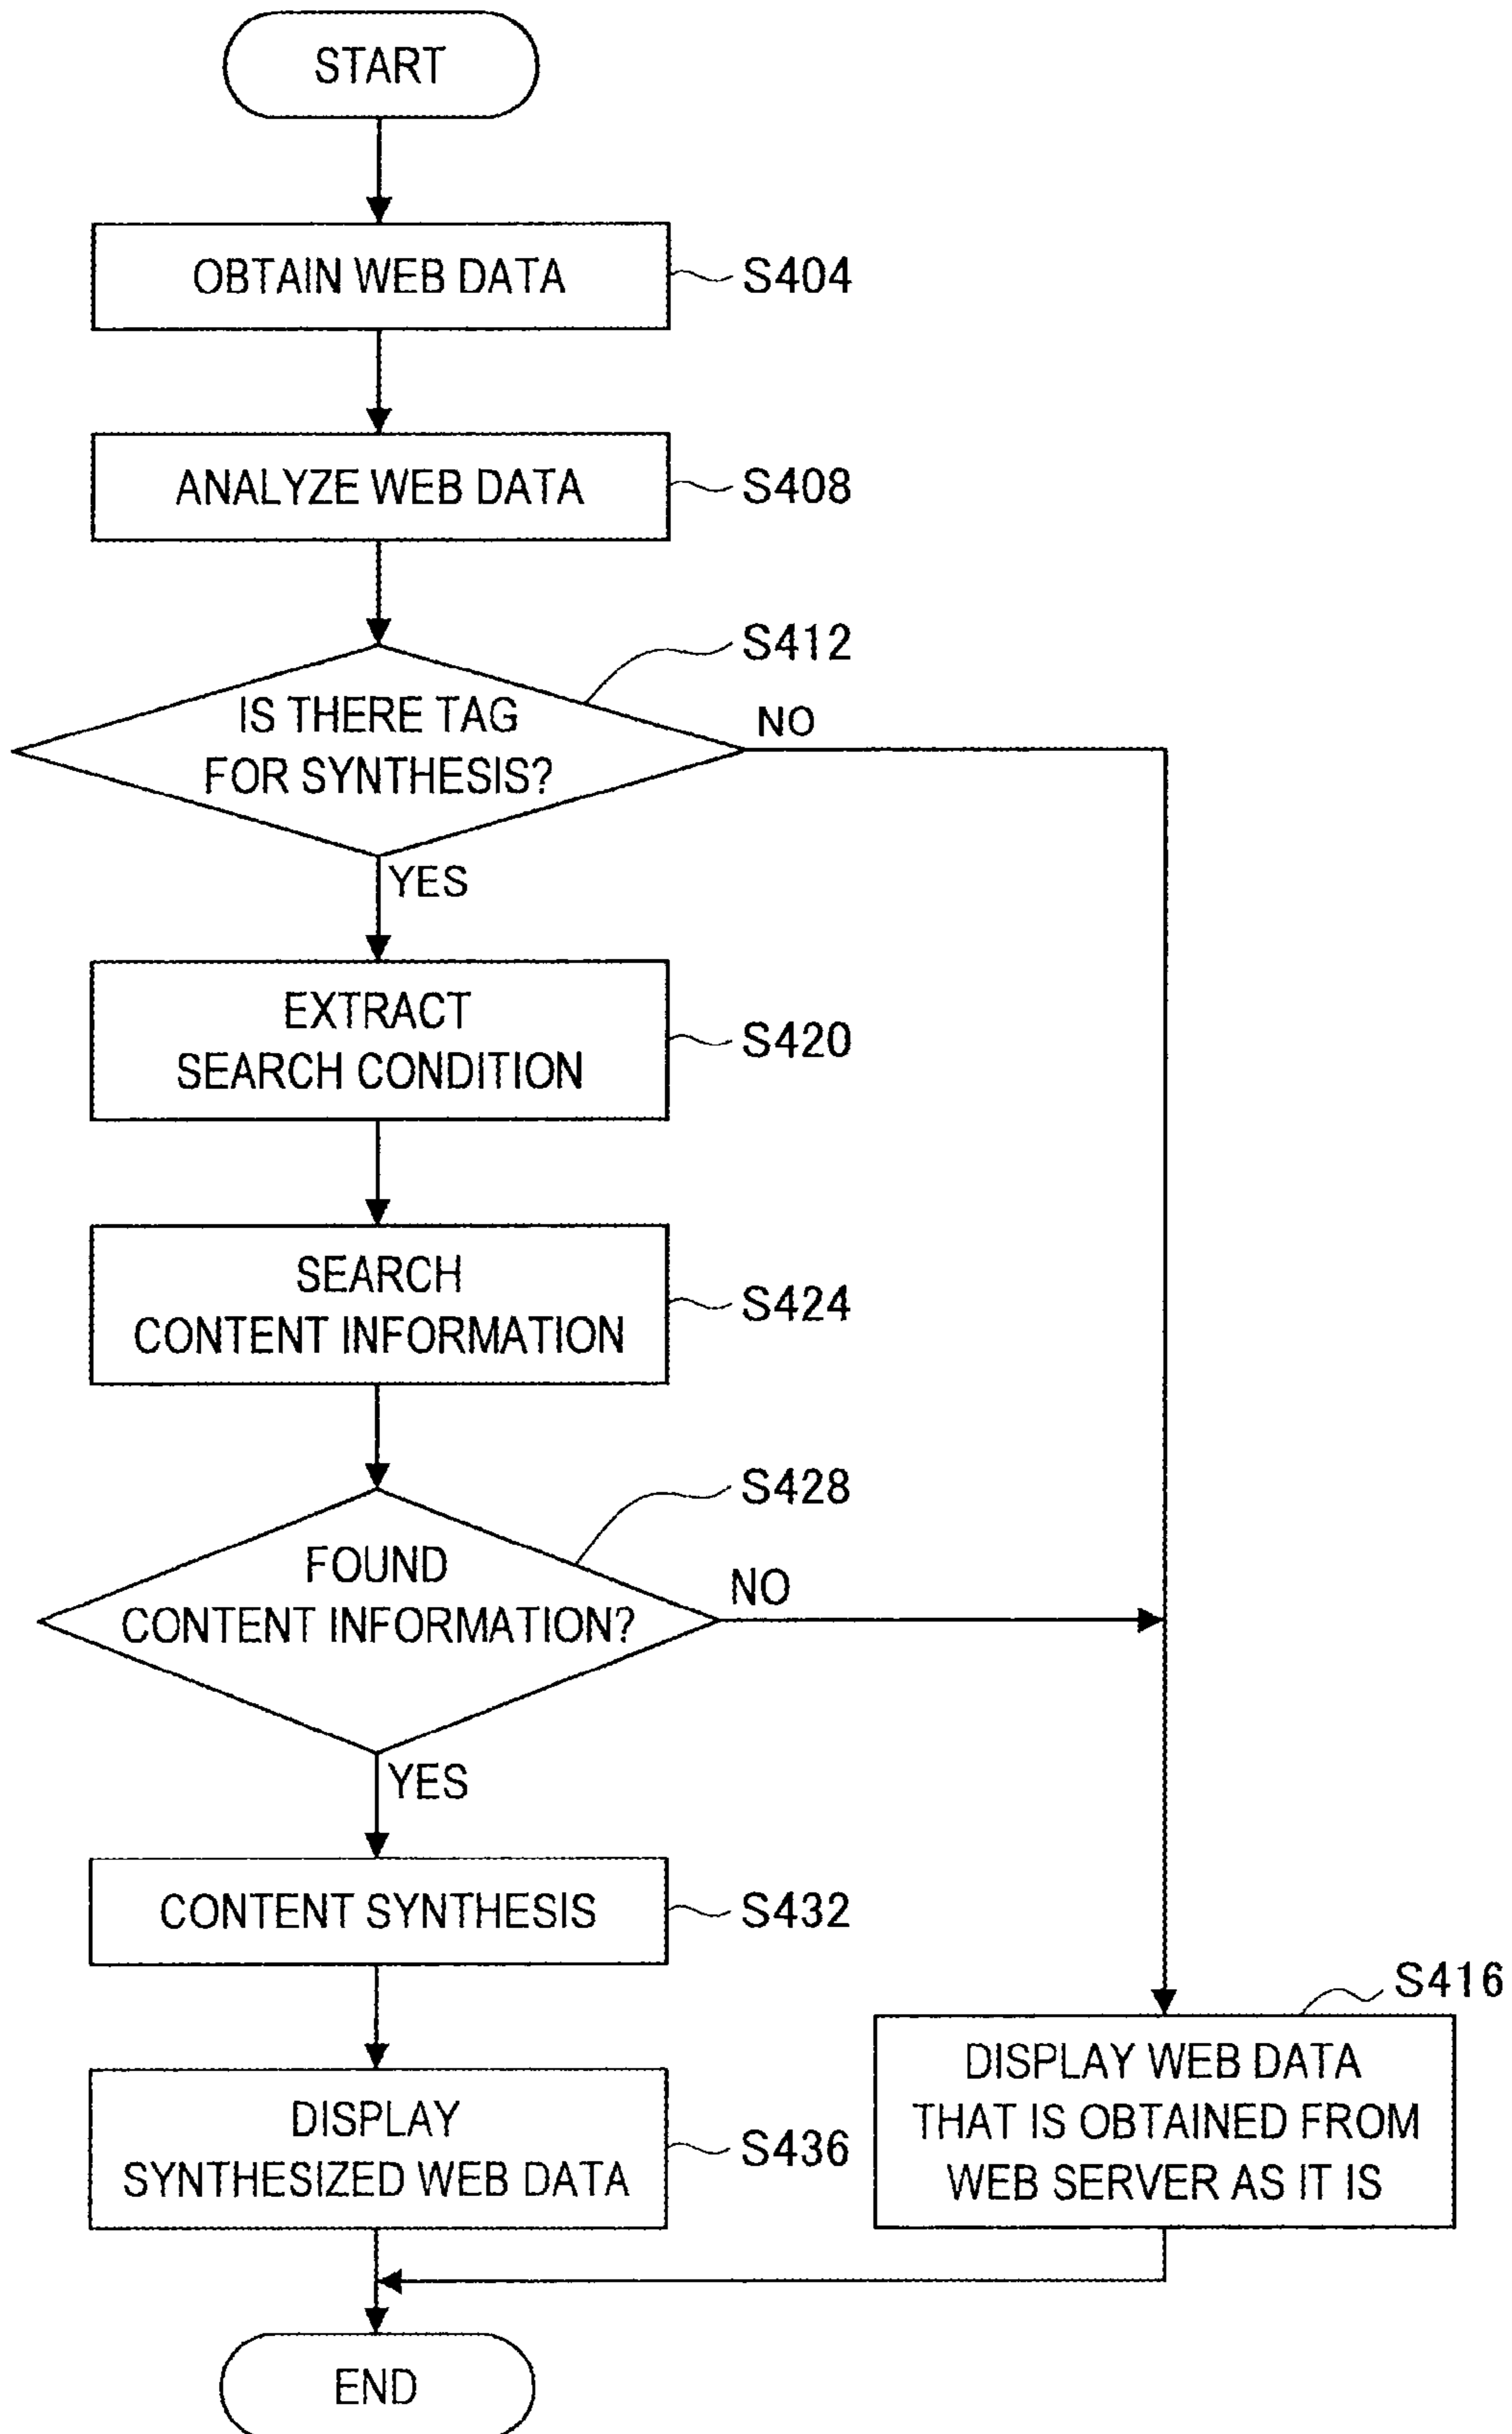 START
OBTAIN WEB DATA
S404
ANALYZE WEB DATA
S408
S412
IS THERE TAG
FOR SYNTHESIS?
NO
YES
EXTRACT
SEARCH CONDITION
S420
SEARCH
CONTENT INFORMATION
S424
S428
FOUND
CONTENT INFORMATION?
NO
YES
CONTENT SYNTHESIS
S432
S416
DISPLAY WEB DATA
THAT IS OBTAINED FROM
WEB SERVER AS IT IS
DISPLAY
SYNTHESIZED WEB DATA
S436
END